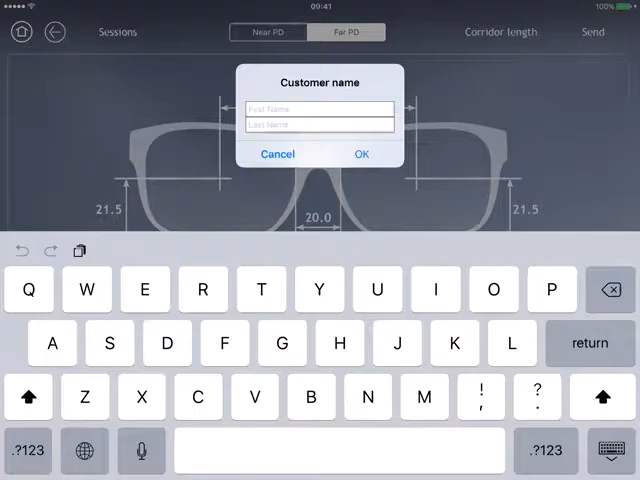 09:41
100%
Sessions
Near PD
Far PD
Corridor length
Send
Customer name
First Name
Last Name
Cancel
OK
21.5
20.0
21.5
Q W E R T Y U I O P
A S D F G H J K L
return
Z X C V B N M ! , ? .
.?123
.?123